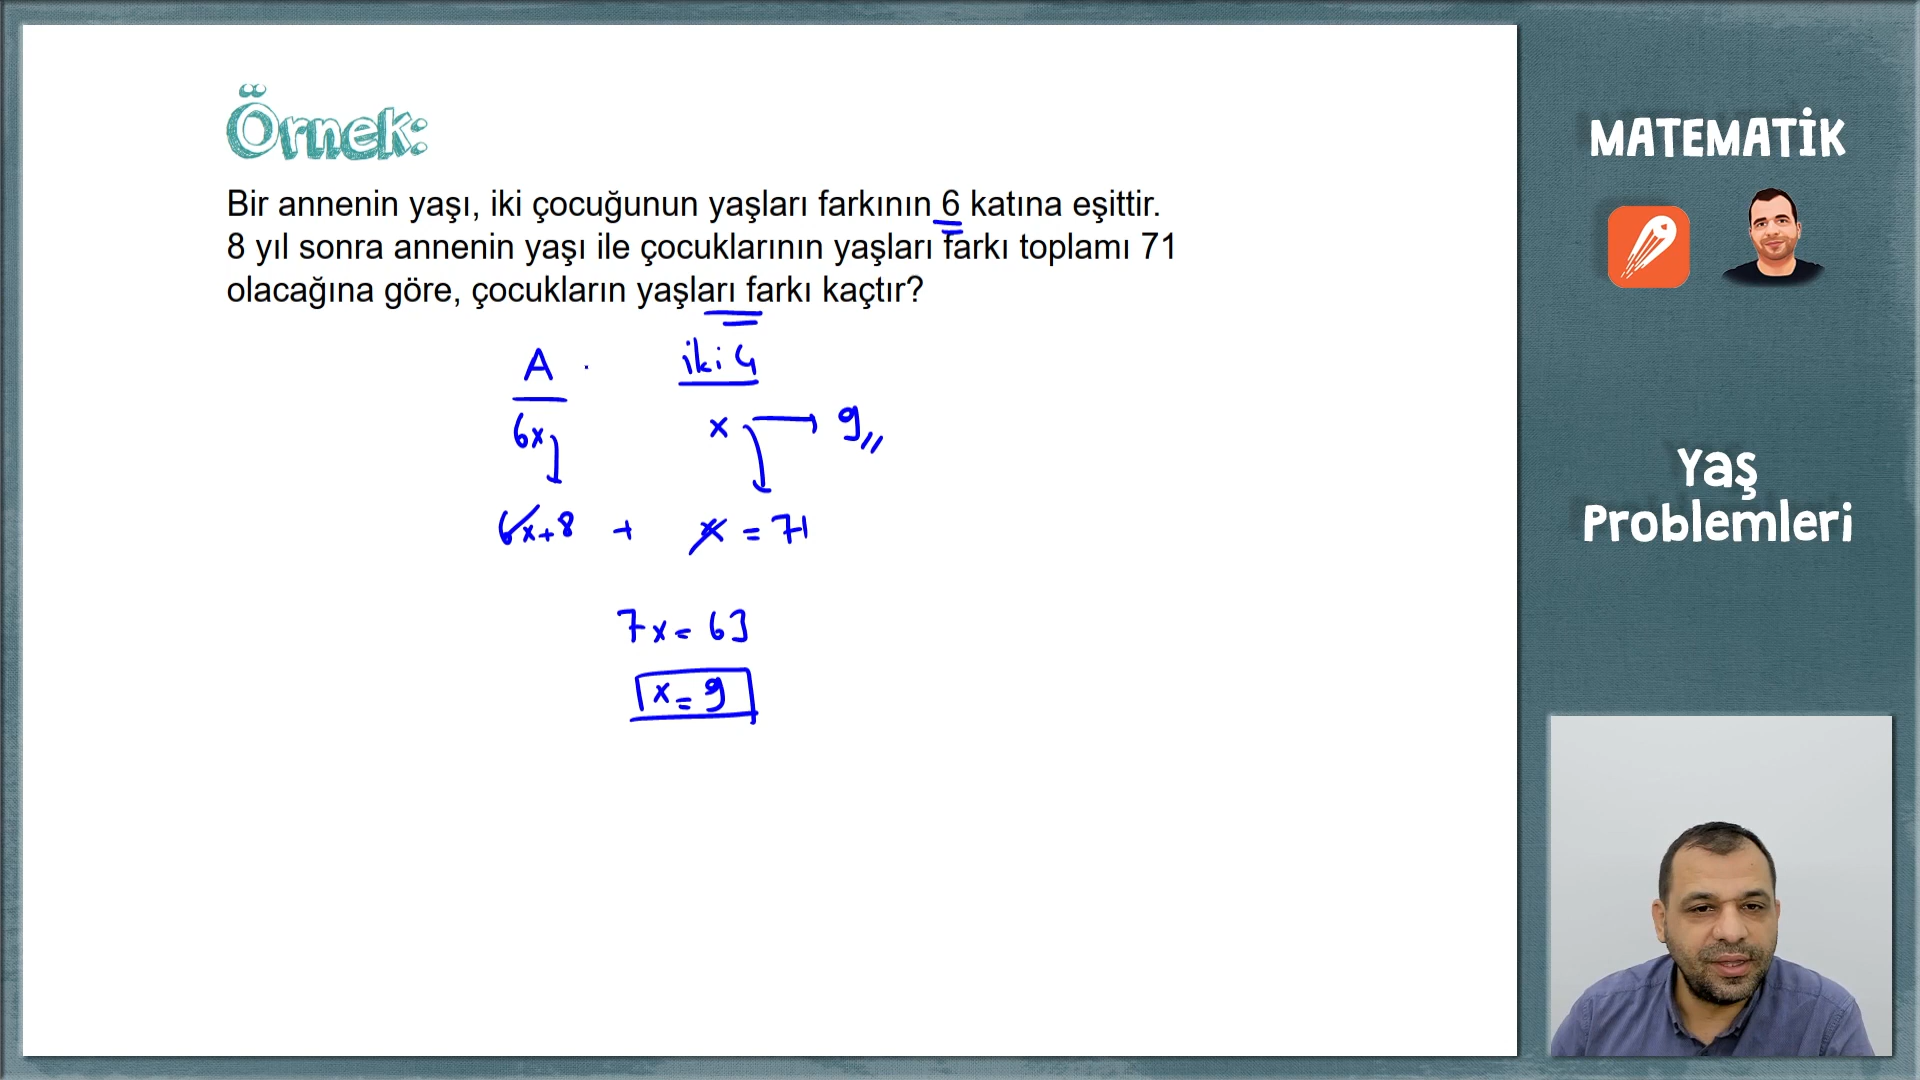 Örnek:
Bir annenin yaşı, iki çocuğunun yaşları farkının 6 katına eşittir.
8 yıl sonra annenin yaşı ile çocuklarının yaşları farkı toplamı 71
olacağına göre, çocukların yaşları farkı kaçtır?
A iki Ç
6x x 9
6x+8 + x = 71
7x = 63
x = 9
MATEMATİK
Yaş
Problemleri